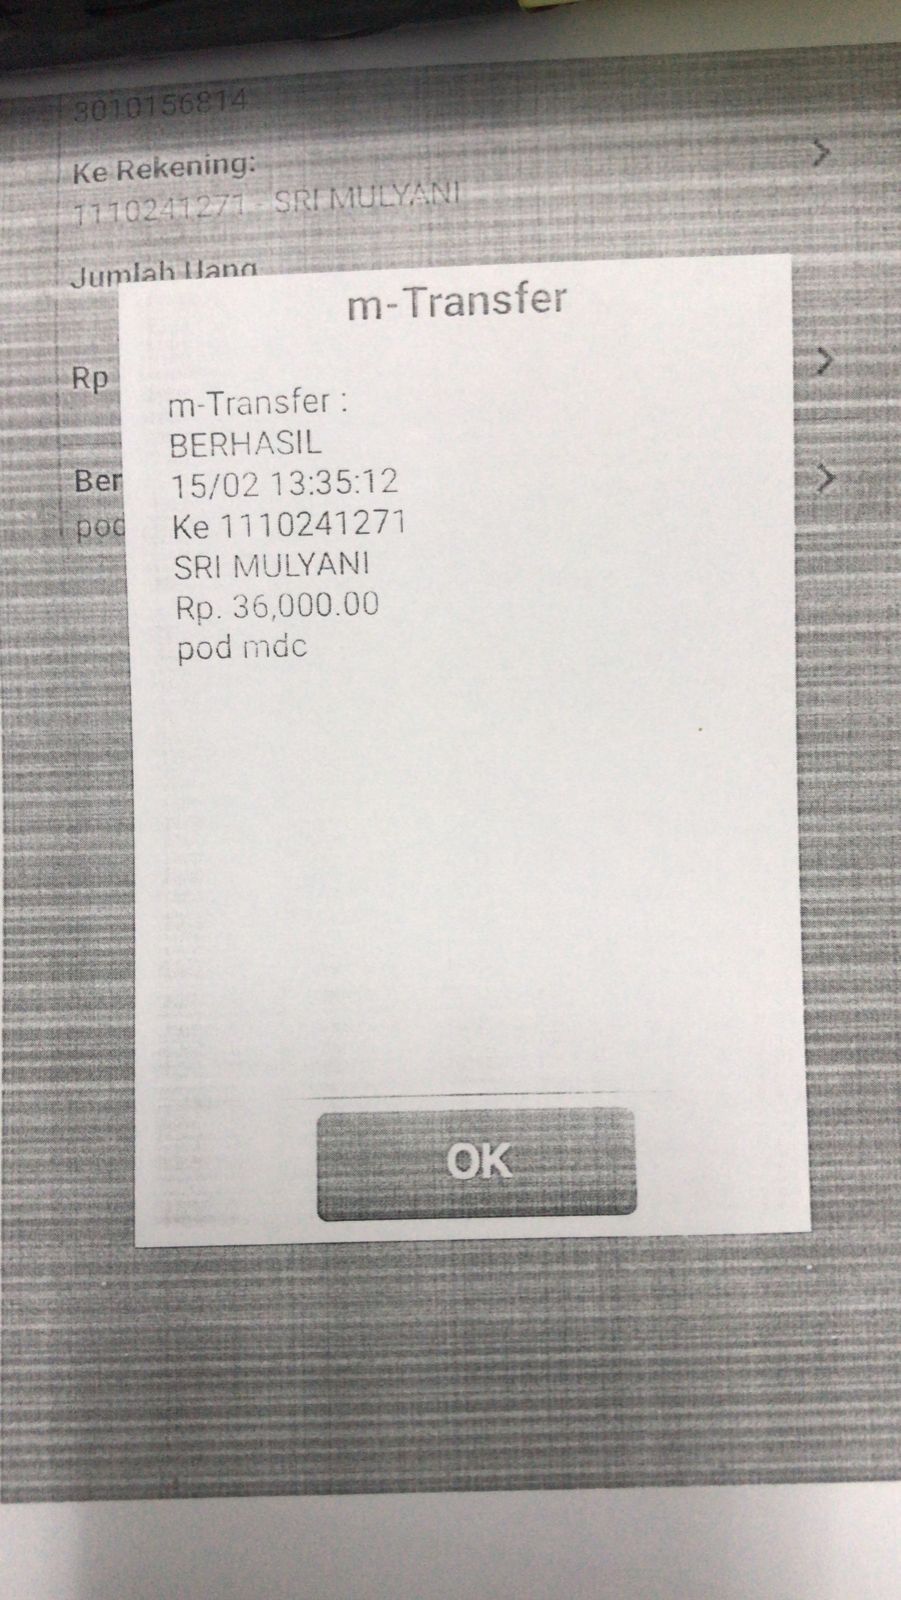 3010156814
Ke Rekening:
1110241271 - SRI MULYANI
Jumlah Uang
Rp
Ber
pod
m-Transfer
m-Transfer :
BERHASIL
15/02 13:35:12
Ke 1110241271
SRI MULYANI
Rp. 36,000.00
pod mdc
OK